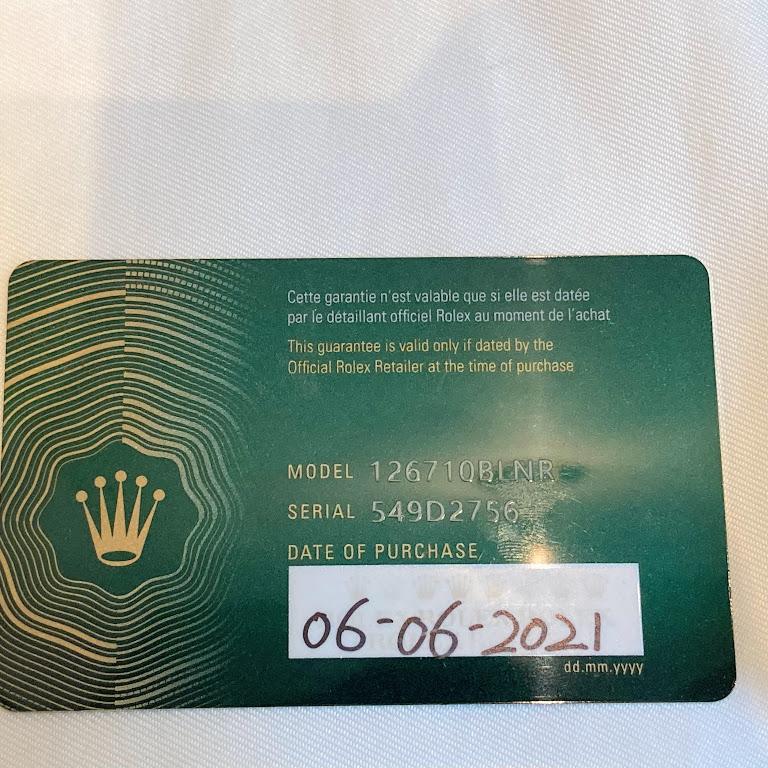 Cette garantie n'est valable que si elle est datée
par le détaillant officiel Rolex au moment de l'achat
This guarantee is valid only if dated by the
Official Rolex Retailer at the time of purchase
MODEL 126710BLNR
SERIAL 549D2756
DATE OF PURCHASE
06-06-2021
dd.mm.yyyy